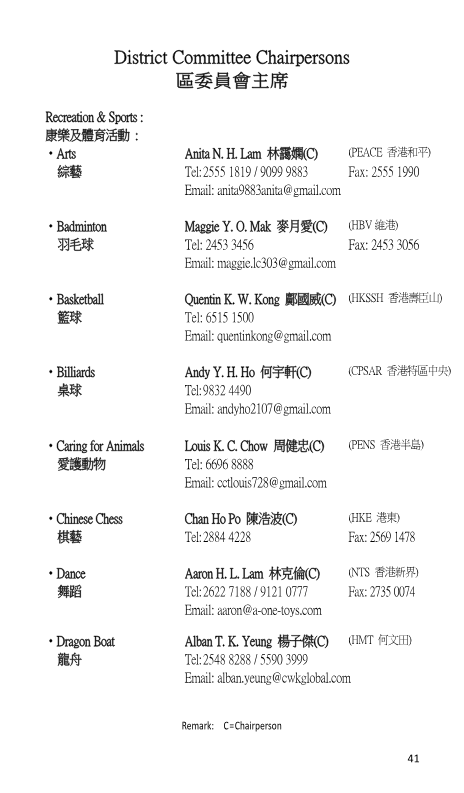 District Committee Chairpersons
區委員會主席
Recreation & Sports :
康樂及體育活動 :
• Arts Anita N. H. Lam 林靄嫻(C) (PEACE 香港和平)
綜藝 Tel: 2555 1819 / 9099 9883 Fax: 2555 1990
Email: anita9883anita@gmail.com
• Badminton Maggie Y. O. Mak 麥月愛(C) (HBV 維港)
羽毛球 Tel: 2453 3456 Fax: 2453 3056
Email: maggie.lc303@gmail.com
• Basketball Quentin K. W. Kong 鄺國威(C) (HKSSH 香港壽臣山)
籃球 Tel: 6515 1500
Email: quentinkong@gmail.com
• Billiards Andy Y. H. Ho 何宇軒(C) (CPSAR 香港特區中央)
桌球 Tel:9832 4490
Email: andyho2107@gmail.com
• Caring for Animals Louis K. C. Chow 周健忠(C) (PENS 香港半島)
愛護動物 Tel: 6696 8888
Email: cctlouis728@gmail.com
• Chinese Chess Chan Ho Po 陳浩波(C) (HKE 港東)
棋藝 Tel: 2884 4228 Fax: 2569 1478
• Dance Aaron H. L. Lam 林克倫(C) (NTS 香港新界)
舞蹈 Tel: 2622 7188 / 9121 0777 Fax: 2735 0074
Email: aaron@a-one-toys.com
• Dragon Boat Alban T. K. Yeung 楊子傑(C) (HMT 何文田)
龍舟 Tel: 2548 8288 / 5590 3999
Email: alban.yeung@cwkglobal.com
Remark: C=Chairperson
41